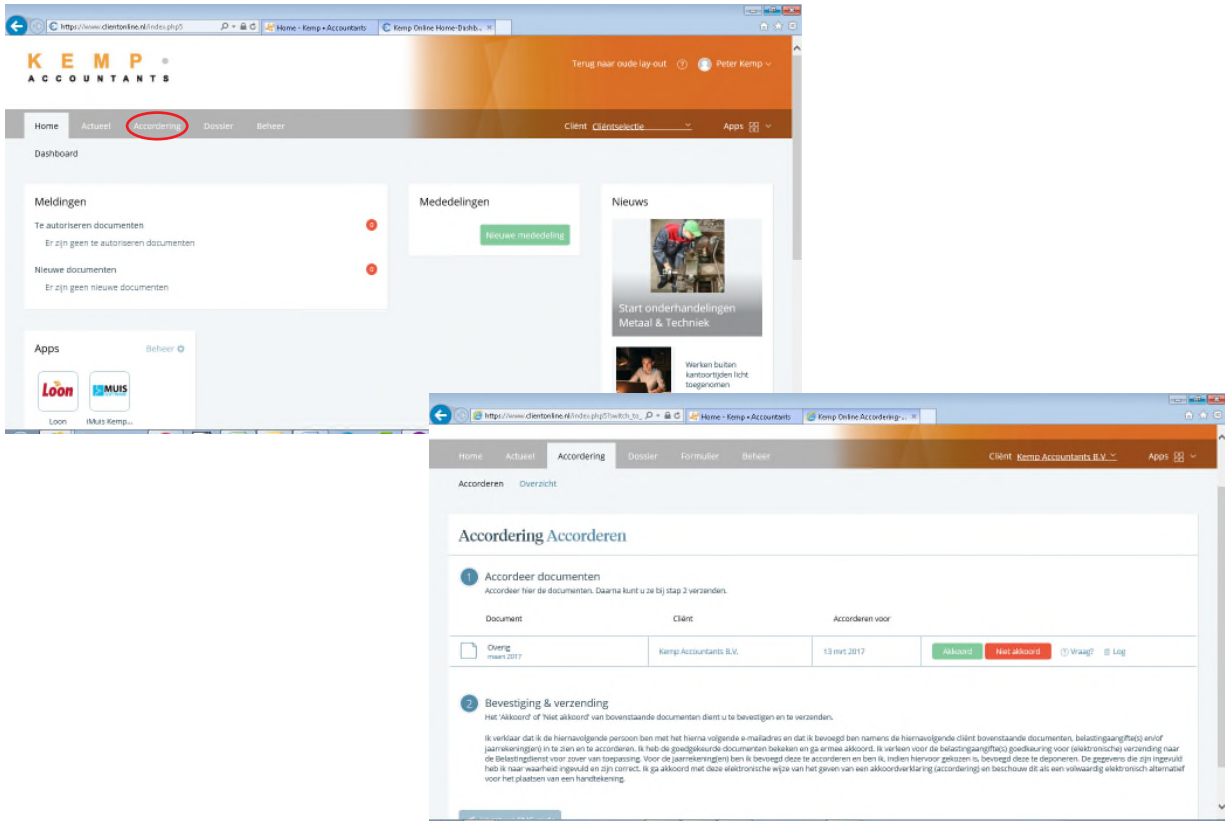 https://www.clientonline.nl/index.php5
Home - Kemp • Accountants
Kemp Online Home-Dashb...
KEMP
ACCOUNTANTS
Terug naar oude lay-out
Peter Kemp
Home Actueel Accordering Dossier Beheer
Cliënt Cliëntselectie
Apps
Dashboard
Meldingen
Te autoriseren documenten
0
Er zijn geen te autoriseren documenten
Nieuwe documenten
0
Er zijn geen nieuwe documenten
Mededelingen
Nieuwe mededeling
Nieuws
Start onderhandelingen
Metaal & Techniek
Werken buiten
kantoortijden licht
toegenomen
Apps
Beheer
Loon
MUIS
Loon
iMuis Kemp...
https://www.clientonline.nl/index.php5?switch_to_
Home - Kemp • Accountants
Kemp Online Accordering-...
Home Actueel Accordering Dossier Formulier Beheer
Cliënt Kemp Accountants B.V.
Apps
Accorderen Overzicht
Accordering Accorderen
1 Accordeer documenten
Accordeer hier de documenten. Daarna kunt u ze bij stap 2 verzenden.
Document Cliënt Accorderen voor
Overig
maart 2017
Kemp Accountants B.V.
13 mrt 2017
Akkoord
Niet akkoord
Vraag?
Log
2 Bevestiging & verzending
Het 'Akkoord' of 'Niet akkoord' van bovenstaande documenten dient u te bevestigen en te verzenden.
Ik verklaar dat ik de hiernavolgende persoon ben met het hierna volgende e-mailadres en dat ik bevoegd ben namens de hiernavolgende cliënt bovenstaande documenten, belastingaangifte(s) en/of
jaarrekening(en) in te zien en te accorderen. Ik heb de goedgekeurde documenten bekeken en ga ermee akkoord. Ik verleen voor de belastingaangifte(s) goedkeuring voor (elektronische) verzending naar
de Belastingdienst voor zover van toepassing. Voor de jaarrekening(en) ben ik bevoegd deze te accorderen en ben ik, indien hiervoor gekozen is, bevoegd deze te deponeren. De gegevens die zijn ingevuld
heb ik naar waarheid ingevuld en zijn correct. Ik ga akkoord met deze elektronische wijze van het geven van een akkoordverklaring (accordering) en beschouw dit als een volwaardig elektronisch alternatief
voor het plaatsen van een handtekening.